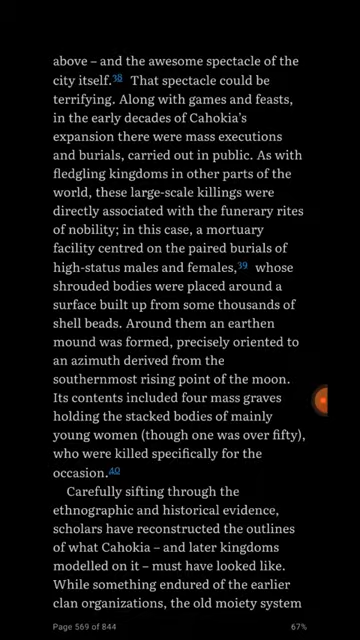 above – and the awesome spectacle of the
city itself.38 That spectacle could be
terrifying. Along with games and feasts,
in the early decades of Cahokia's
expansion there were mass executions
and burials, carried out in public. As with
fledgling kingdoms in other parts of the
world, these large-scale killings were
directly associated with the funerary rites
of nobility; in this case, a mortuary
facility centred on the paired burials of
high-status males and females,39 whose
shrouded bodies were placed around a
surface built up from some thousands of
shell beads. Around them an earthen
mound was formed, precisely oriented to
an azimuth derived from the
southernmost rising point of the moon.
Its contents included four mass graves
holding the stacked bodies of mainly
young women (though one was over fifty),
who were killed specifically for the
occasion.40
Carefully sifting through the
ethnographic and historical evidence,
scholars have reconstructed the outlines
of what Cahokia – and later kingdoms
modelled on it – must have looked like.
While something endured of the earlier
clan organizations, the old moiety system
Page 569 of 844 67%